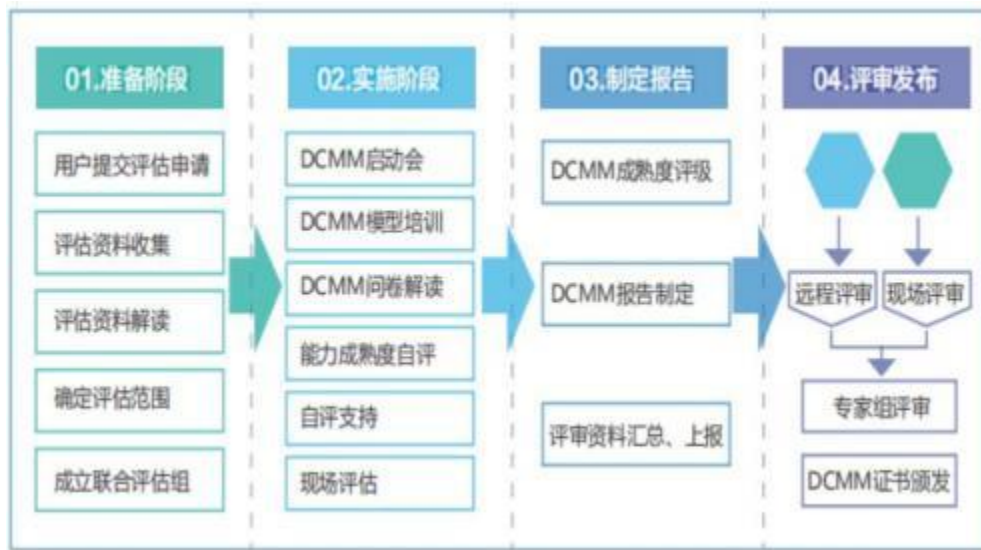 01.准备阶段
用户提交评估申请
评估资料收集
评估资料解读
确定评估范围
成立联合评估组
02.实施阶段
DCMM启动会
DCMM模型培训
DCMM问卷解读
能力成熟度自评
自评支持
现场评估
03.制定报告
DCMM成熟度评级
DCMM报告制定
评审资料汇总、上报
04.评审发布
远程评审
现场评审
专家组评审
DCMM证书颁发